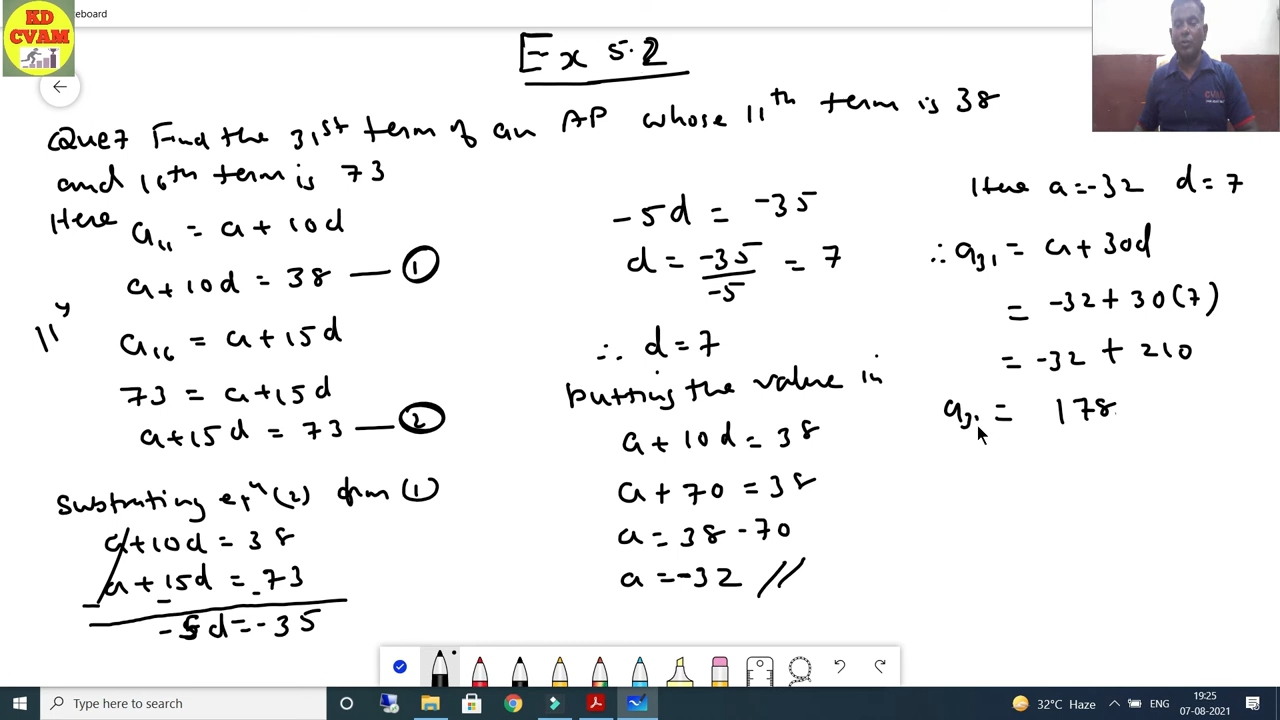 eboard
KD
CVAM
Ex 5.2
Que7 Find the 31st term of an AP whose 11th term is 38
and 16th term is 73
Here a11 = a + 10d
a + 10d = 38 — 1
lly
a16 = a + 15d
73 = a + 15d
a + 15d = 73 — 2
Subtrating eqn (2) from (1)
a + 10d = 38
a + 15d = 73
- - -
-5d = -35
-5d = -35
d = -35/-5 = 7
∴ d = 7
putting the value in
a + 10d = 38
a + 70 = 38
a = 38 - 70
a = -32 //
Here a = -32 d = 7
∴ a31 = a + 30d
= -32 + 30(7)
= -32 + 210
a31 = 178
CVAM
Type here to search
32°C Haze
ENG
19:25
07-08-2021